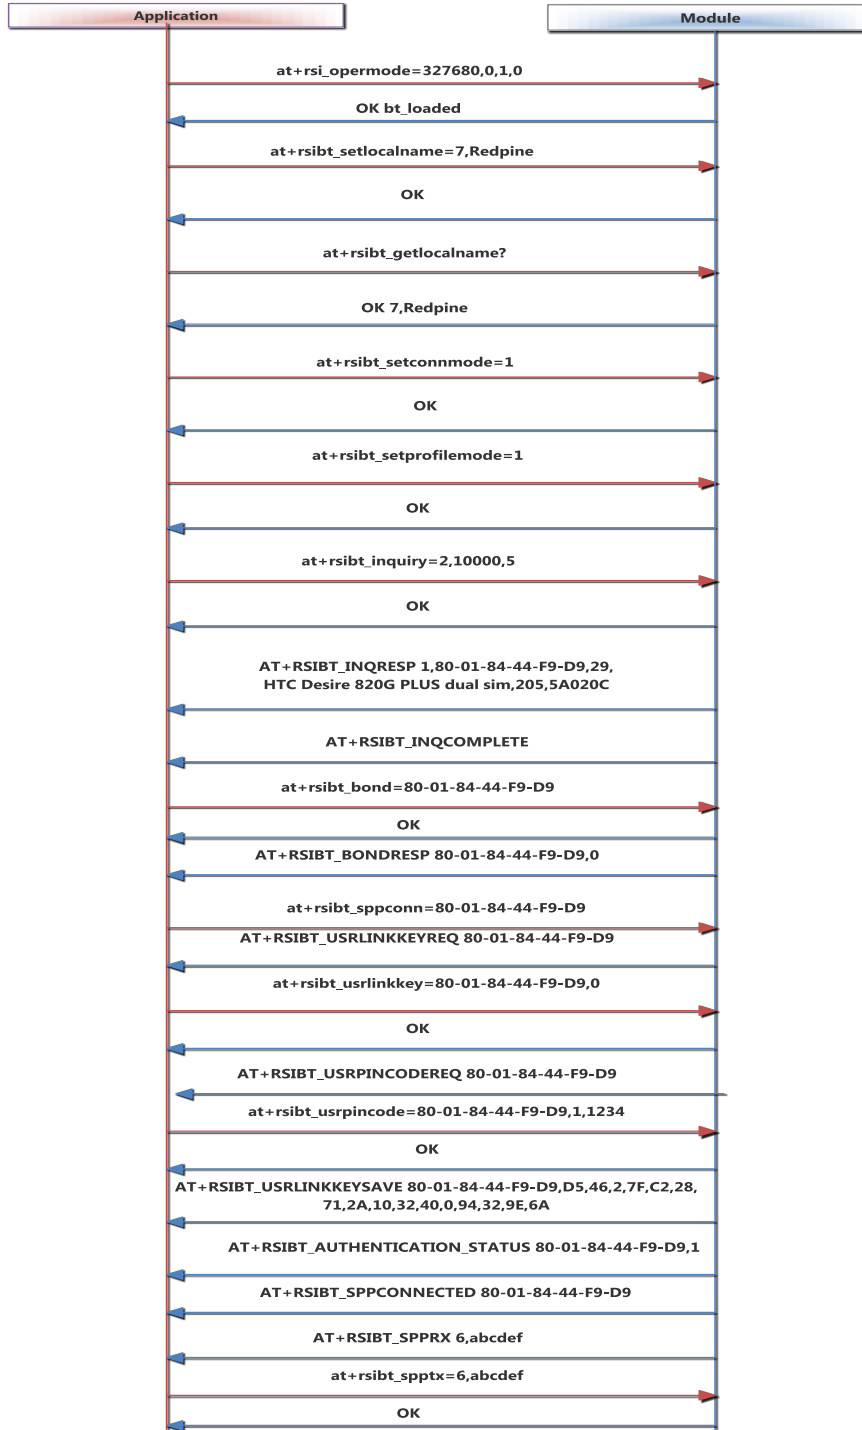 Application
Module
at+rsi_opermode=327680,0,1,0
OK bt_loaded
at+rsibt_setlocalname=7,Redpine
OK
at+rsibt_getlocalname?
OK 7,Redpine
at+rsibt_setconnmode=1
OK
at+rsibt_setprofilemode=1
OK
at+rsibt_inquiry=2,10000,5
OK
AT+RSIBT_INQRESP 1,80-01-84-44-F9-D9,29,
HTC Desire 820G PLUS dual sim,205,5A020C
AT+RSIBT_INQCOMPLETE
at+rsibt_bond=80-01-84-44-F9-D9
OK
AT+RSIBT_BONDRESP 80-01-84-44-F9-D9,0
at+rsibt_sppconn=80-01-84-44-F9-D9
AT+RSIBT_USRLINKKEYREQ 80-01-84-44-F9-D9
at+rsibt_usrlinkkey=80-01-84-44-F9-D9,0
OK
AT+RSIBT_USRPINCODEREQ 80-01-84-44-F9-D9
at+rsibt_usrpincode=80-01-84-44-F9-D9,1,1234
OK
AT+RSIBT_USRLINKKEYSAVE 80-01-84-44-F9-D9,D5,46,2,7F,C2,28,
71,2A,10,32,40,0,94,32,9E,6A
AT+RSIBT_AUTHENTICATION_STATUS 80-01-84-44-F9-D9,1
AT+RSIBT_SPPCONNECTED 80-01-84-44-F9-D9
AT+RSIBT_SPPRX 6,abcdef
at+rsibt_spptx=6,abcdef
OK